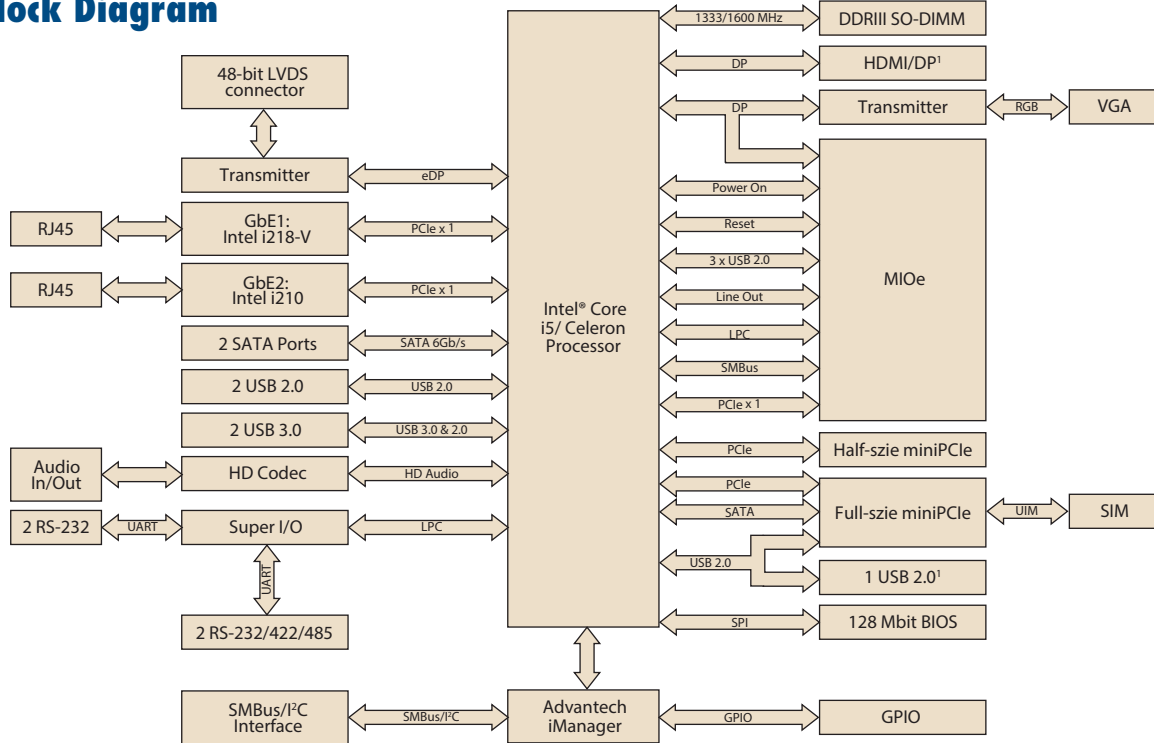 lock Diagram
48-bit LVDS
connector
Transmitter
eDP
RJ45
GbE1:
Intel i218-V
PCIe x 1
RJ45
GbE2:
Intel i210
PCIe x 1
2 SATA Ports
SATA 6Gb/s
2 USB 2.0
USB 2.0
2 USB 3.0
USB 3.0 & 2.0
Audio
In/Out
HD Codec
HD Audio
2 RS-232
UART
Super I/O
LPC
UART
2 RS-232/422/485
SMBus/I²C
Interface
SMBus/I²C
Intel® Core
i5/ Celeron
Processor
Advantech
iManager
1333/1600 MHz
DDRIII SO-DIMM
DP
HDMI/DP¹
DP
Transmitter
RGB
VGA
Power On
Reset
3 x USB 2.0
Line Out
LPC
SMBus
PCIe x 1
MIOe
PCIe
Half-szie miniPCIe
PCIe
SATA
Full-szie miniPCIe
UIM
SIM
USB 2.0
1 USB 2.0¹
SPI
128 Mbit BIOS
GPIO
GPIO